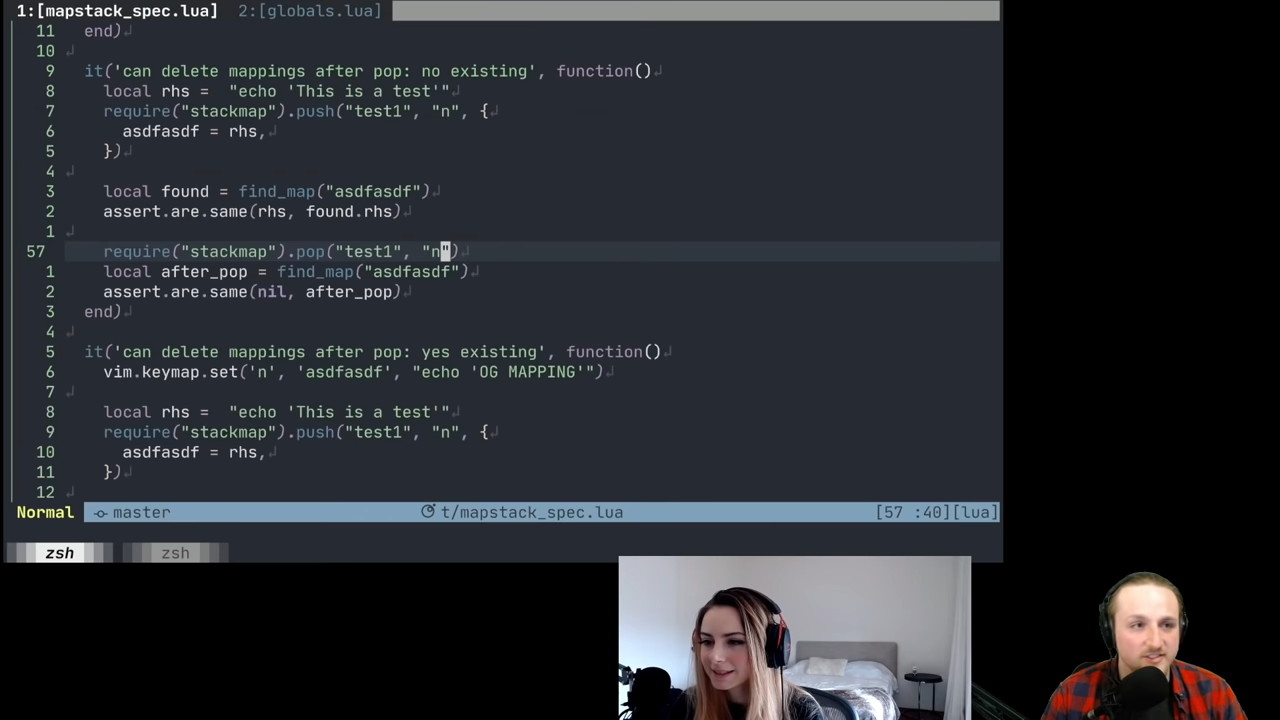 1:[mapstack_spec.lua]  2:[globals.lua]
11   end)
10
9   it('can delete mappings after pop: no existing', function()
8     local rhs =  "echo 'This is a test'"
7     require("stackmap").push("test1", "n", {
6       asdfasdf = rhs,
5     })
4
3     local found = find_map("asdfasdf")
2     assert.are.same(rhs, found.rhs)
1
57     require("stackmap").pop("test1", "n")
1     local after_pop = find_map("asdfasdf")
2     assert.are.same(nil, after_pop)
3   end)
4
5   it('can delete mappings after pop: yes existing', function()
6     vim.keymap.set('n', 'asdfasdf', "echo 'OG MAPPING'")
7
8     local rhs =  "echo 'This is a test'"
9     require("stackmap").push("test1", "n", {
10       asdfasdf = rhs,
11     })
12
Normal  master  t/mapstack_spec.lua  [57 :40][lua]
zsh  zsh